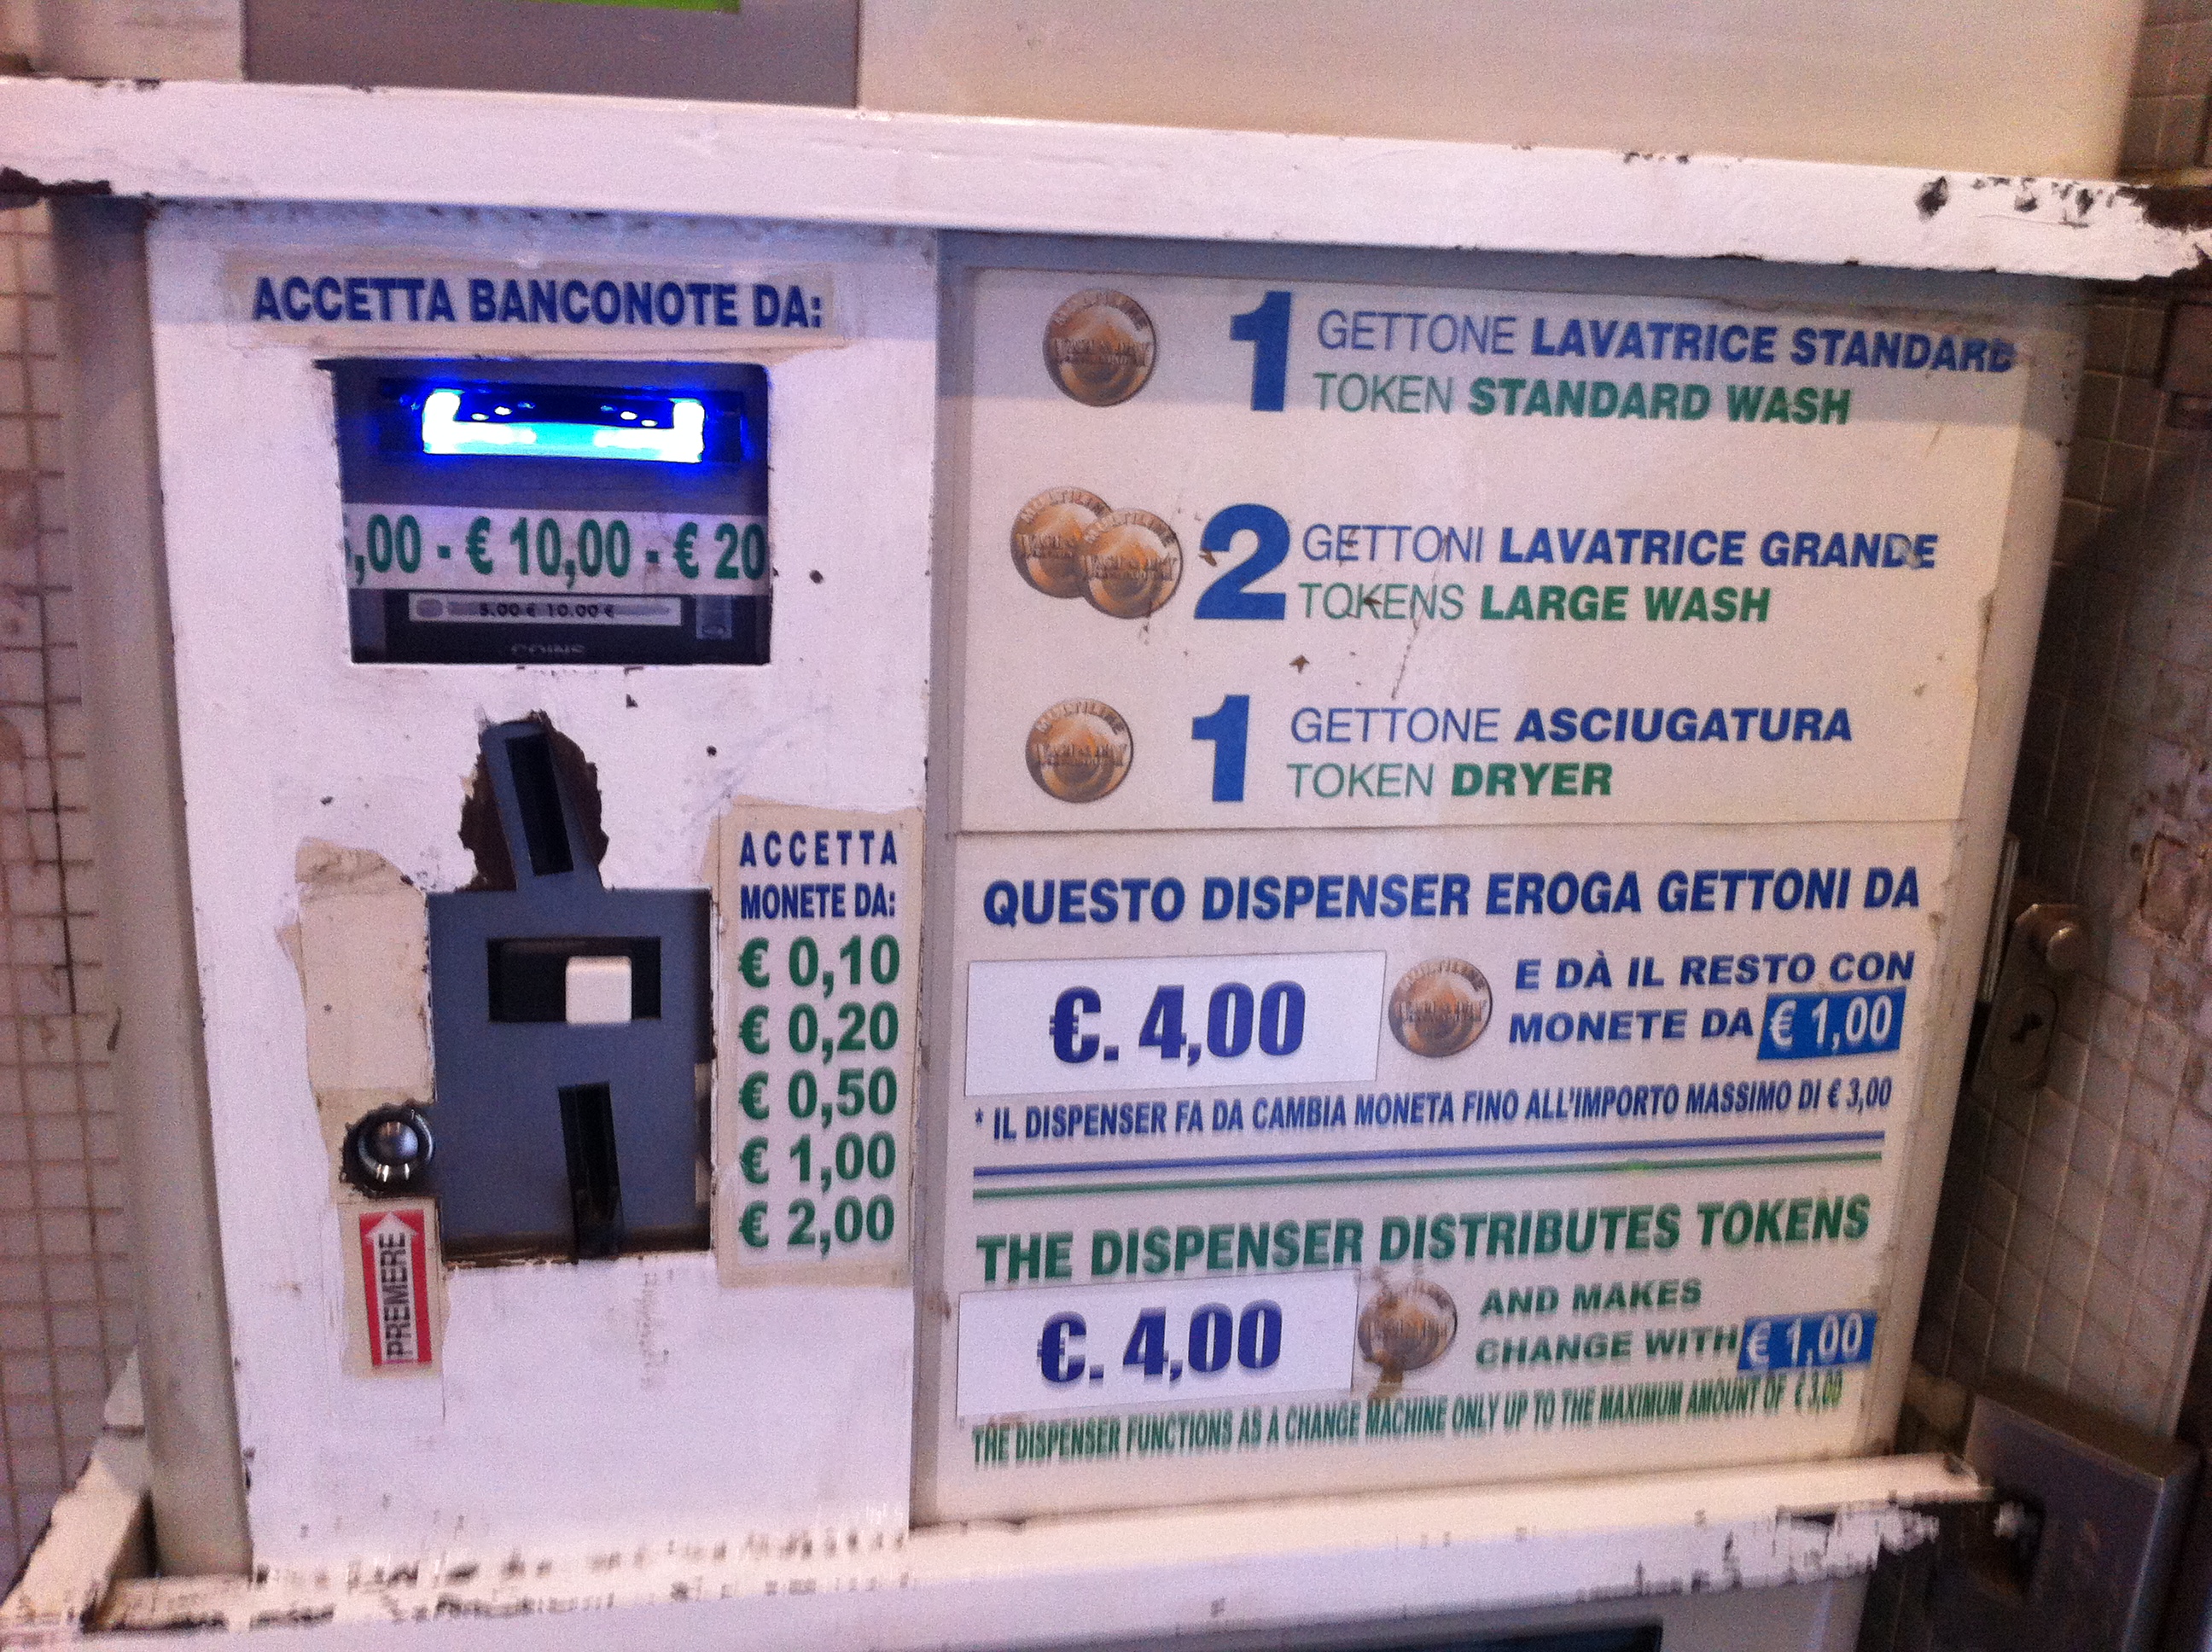 ACCETTA BANCONOTE DA:
,00 - € 10,00 - € 20
5.00 € 10.00 €
COINS
ACCETTA
MONETE DA:
€ 0,10
€ 0,20
€ 0,50
€ 1,00
€ 2,00
PREMERE
1 GETTONE LAVATRICE STANDARD
TOKEN STANDARD WASH
2 GETTONI LAVATRICE GRANDE
TOKENS LARGE WASH
1 GETTONE ASCIUGATURA
TOKEN DRYER
QUESTO DISPENSER EROGA GETTONI DA
€. 4,00
E DÀ IL RESTO CON
MONETE DA € 1,00
* IL DISPENSER FA DA CAMBIA MONETA FINO ALL'IMPORTO MASSIMO DI € 3,00
THE DISPENSER DISTRIBUTES TOKENS
€. 4,00
AND MAKES
CHANGE WITH € 1,00
THE DISPENSER FUNCTIONS AS A CHANGE MACHINE ONLY UP TO THE MAXIMUM AMOUNT OF € 3,00